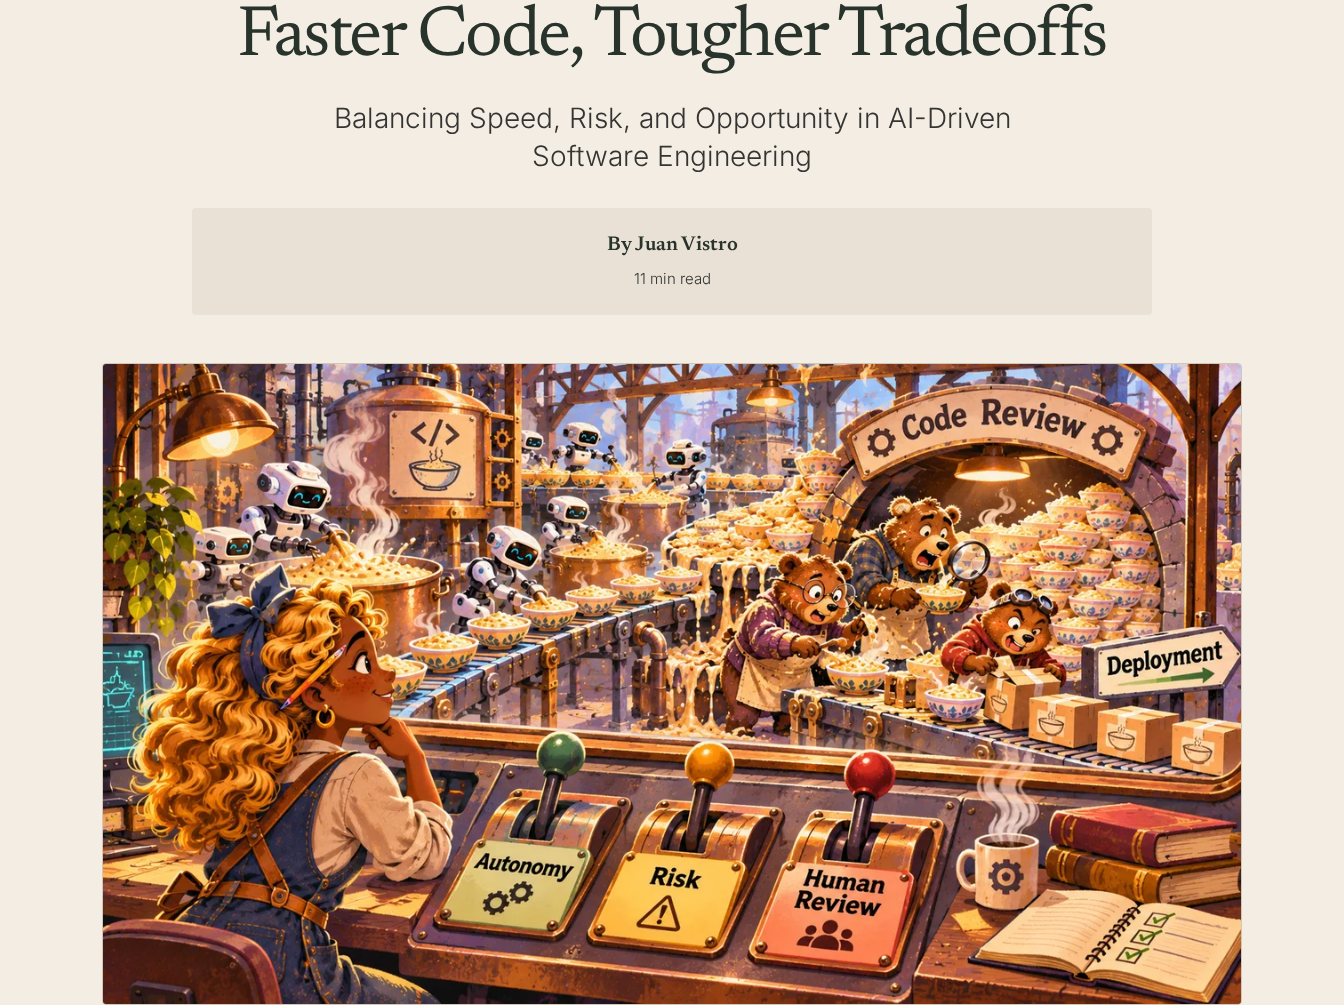 Faster Code, Tougher Tradeoffs
Balancing Speed, Risk, and Opportunity in AI-Driven
Software Engineering
By Juan Vistro
11 min read
</>
Code Review
Deployment
Autonomy
Risk
Human
Review